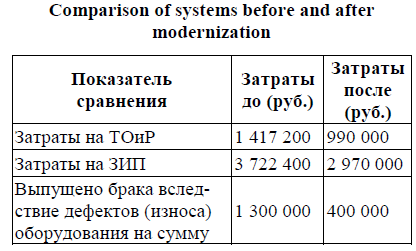 Comparison of systems before and after
modernization
Показатель сравнения Затраты до (руб.) Затраты после (руб.)
Затраты на ТОиР 1 417 200 990 000
Затраты на ЗИП 3 722 400 2 970 000
Выпущено брака вслед-
ствие дефектов (износа) 1 300 000 400 000
оборудования на сумму